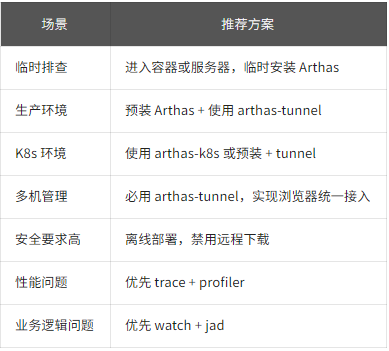 场景 推荐方案
临时排查 进入容器或服务器，临时安装 Arthas
生产环境 预装 Arthas + 使用 arthas-tunnel
K8s 环境 使用 arthas-k8s 或预装 + tunnel
多机管理 必用 arthas-tunnel，实现浏览器统一接入
安全要求高 离线部署，禁用远程下载
性能问题 优先 trace + profiler
业务逻辑问题 优先 watch + jad